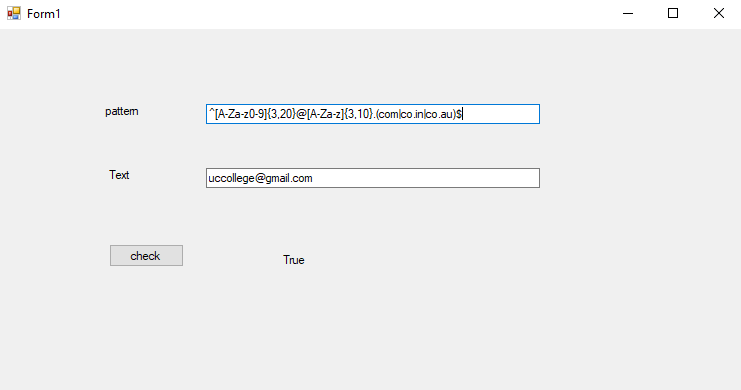 Form1
pattern ^[A-Za-z0-9]{3,20}@[A-Za-z]{3,10}.(com|co.in|co.au)$
Text uccollege@gmail.com
check True